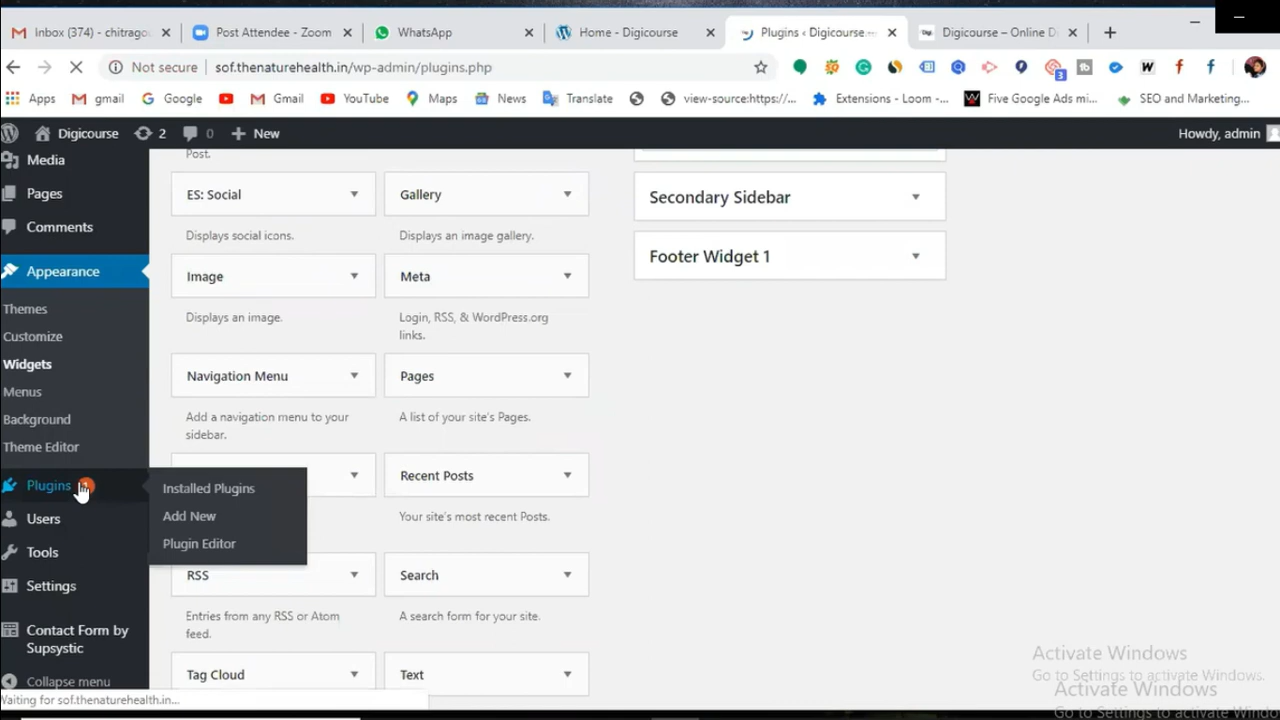 Inbox (374) - chitragou
Post Attendee - Zoom
WhatsApp
Home - Digicourse
Plugins ‹ Digicourse —
Digicourse – Online Di
Not secure
sof.thenaturehealth.in/wp-admin/plugins.php
3
Apps
gmail
Google
Gmail
YouTube
Maps
News
Translate
view-source:https://...
Extensions - Loom -...
Five Google Ads mi...
SEO and Marketing...
Digicourse
2
0
New
Howdy, admin
Media
Pages
Comments
Appearance
Themes
Customize
Widgets
Menus
Background
Theme Editor
Plugins
Installed Plugins
Add New
Plugin Editor
Users
Tools
Settings
Contact Form by
Supsystic
Collapse menu
Waiting for sof.thenaturehealth.in...
Post.
ES: Social
Gallery
Displays social icons.
Displays an image gallery.
Image
Meta
Displays an image.
Login, RSS, & WordPress.org
links.
Navigation Menu
Pages
Add a navigation menu to your
sidebar.
A list of your site's Pages.
Recent Posts
Your site's most recent Posts.
RSS
Search
Entries from any RSS or Atom
feed.
A search form for your site.
Tag Cloud
Text
Secondary Sidebar
Footer Widget 1
Activate Windows
Go to Settings to activate Windows.
Activate Windows
Go to Settings to activate Windo